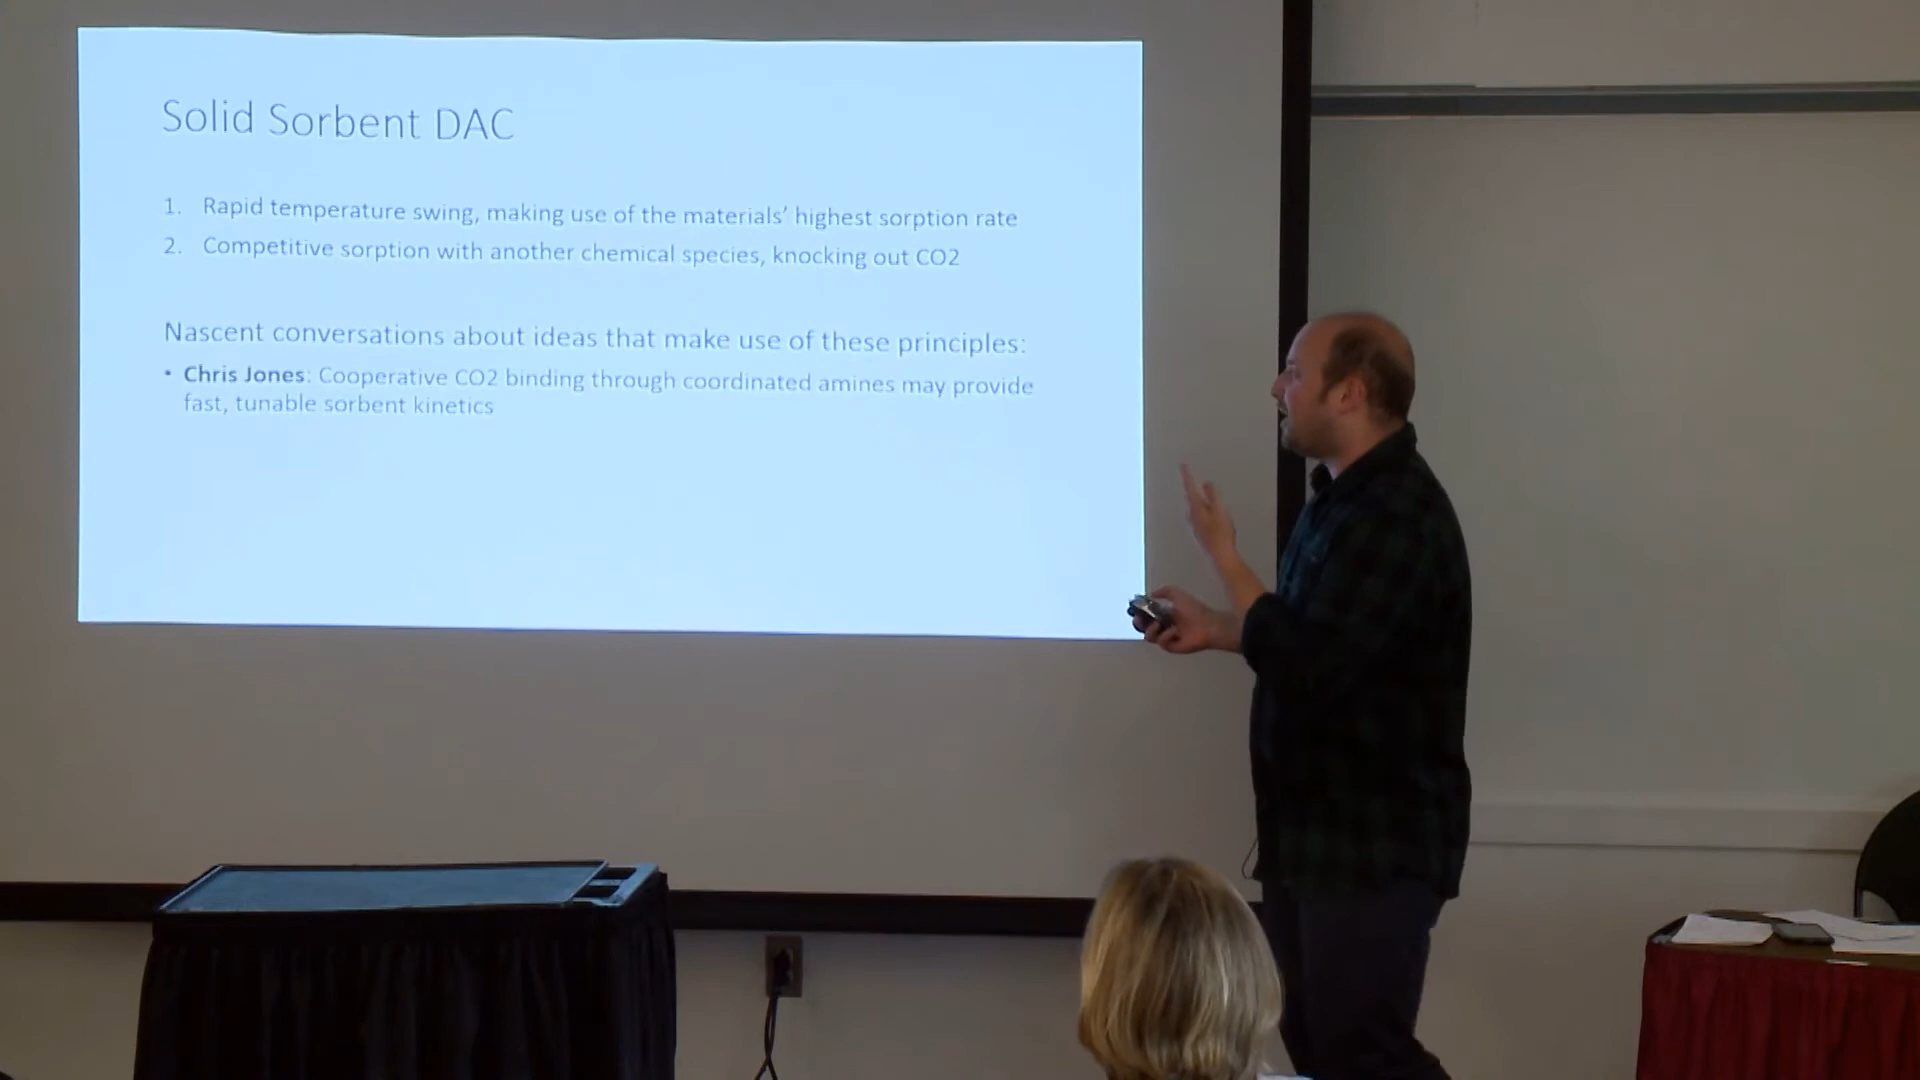 Solid Sorbent DAC
1. Rapid temperature swing, making use of the materials’ highest sorption rate
2. Competitive sorption with another chemical species, knocking out CO2
Nascent conversations about ideas that make use of these principles:
• Chris Jones: Cooperative CO2 binding through coordinated amines may provide
fast, tunable sorbent kinetics